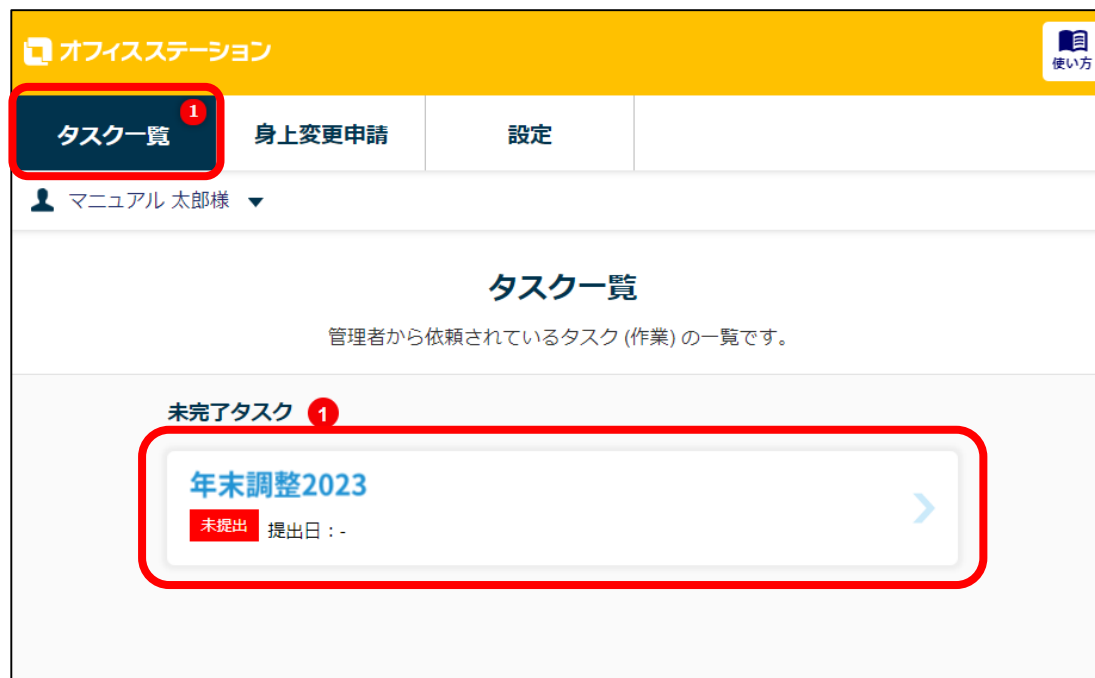 オフィスステーション
使い方
タスク一覧 1
身上変更申請
設定
マニュアル 太郎様
タスク一覧
管理者から依頼されているタスク (作業) の一覧です。
未完了タスク 1
年末調整2023
未提出 提出日：-